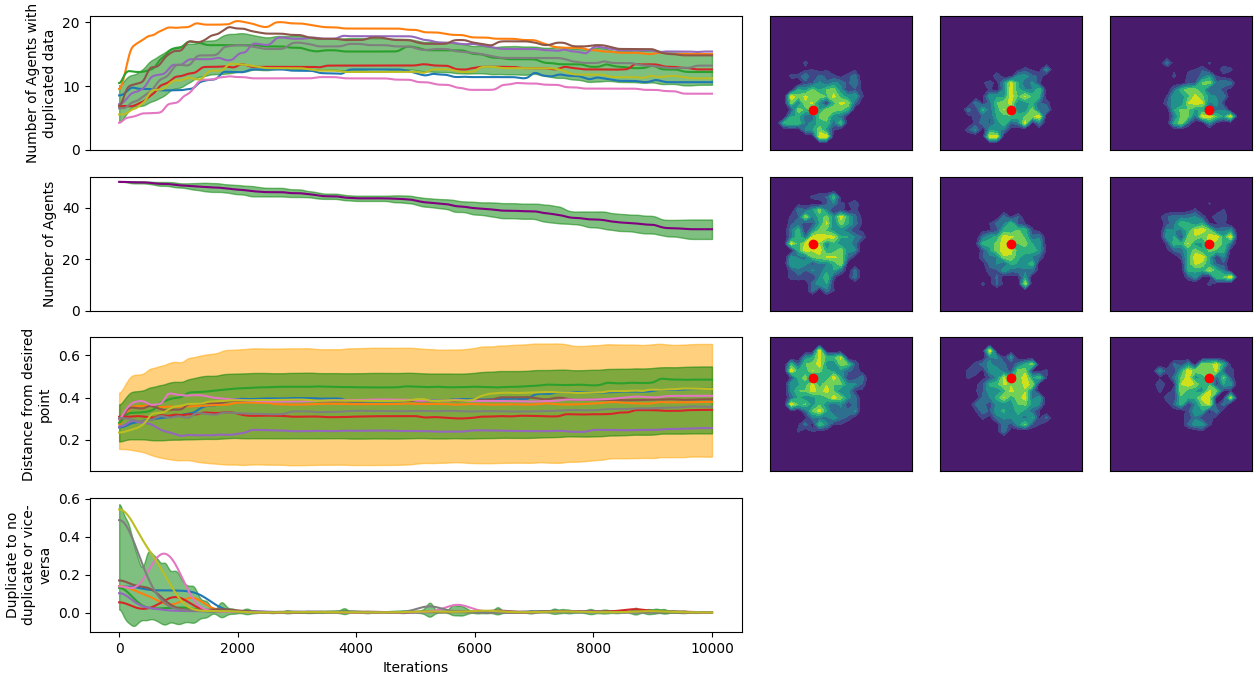 Number of Agents with
duplicated data
20
10
0
Number of Agents
40
20
0
Distance from desired
point
0.6
0.4
0.2
Duplicate to no
duplicate or vice-
versa
0.6
0.4
0.2
0.0
0
2000
4000
6000
8000
10000
Iterations